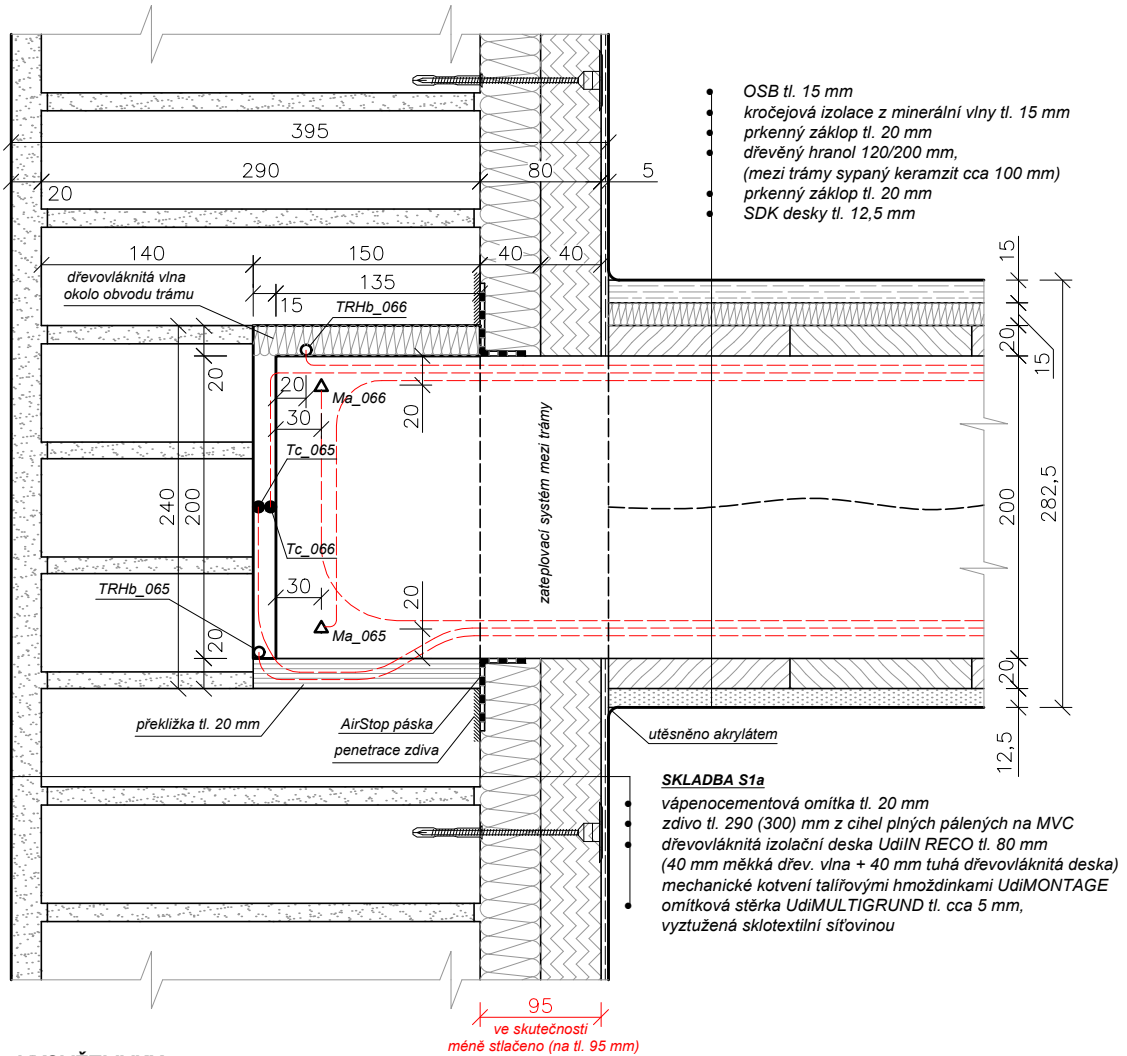 OSB tl. 15 mm
kročejová izolace z minerální vlny tl. 15 mm
prkenný záklop tl. 20 mm
dřevěný hranol 120/200 mm,
(mezi trámy sypaný keramzit cca 100 mm)
prkenný záklop tl. 20 mm
SDK desky tl. 12,5 mm
395
290
80
5
20
140
150
40
40
135
15
dřevovláknitá vlna
okolo obvodu trámu
TRHb_066
15
20
15
20
20
Ma_066
20
30
Tc_065
240
200
Tc_066
30
20
TRHb_065
20
Ma_065
zateplovací systém mezi trámy
200
282,5
20
12,5
překližka tl. 20 mm
AirStop páska
penetrace zdiva
utěsněno akrylátem
SKLADBA S1a
vápenocementová omítka tl. 20 mm
zdivo tl. 290 (300) mm z cihel plných pálených na MVC
dřevovláknitá izolační deska UdiIN RECO tl. 80 mm
(40 mm měkká dřev. vlna + 40 mm tuhá dřevovláknitá deska)
mechanické kotvení talířovými hmoždinkami UdiMONTAGE
omítková stěrka UdiMULTIGRUND tl. cca 5 mm,
vyztužená sklotextilní síťovinou
95
ve skutečnosti
méně stlačeno (na tl. 95 mm)